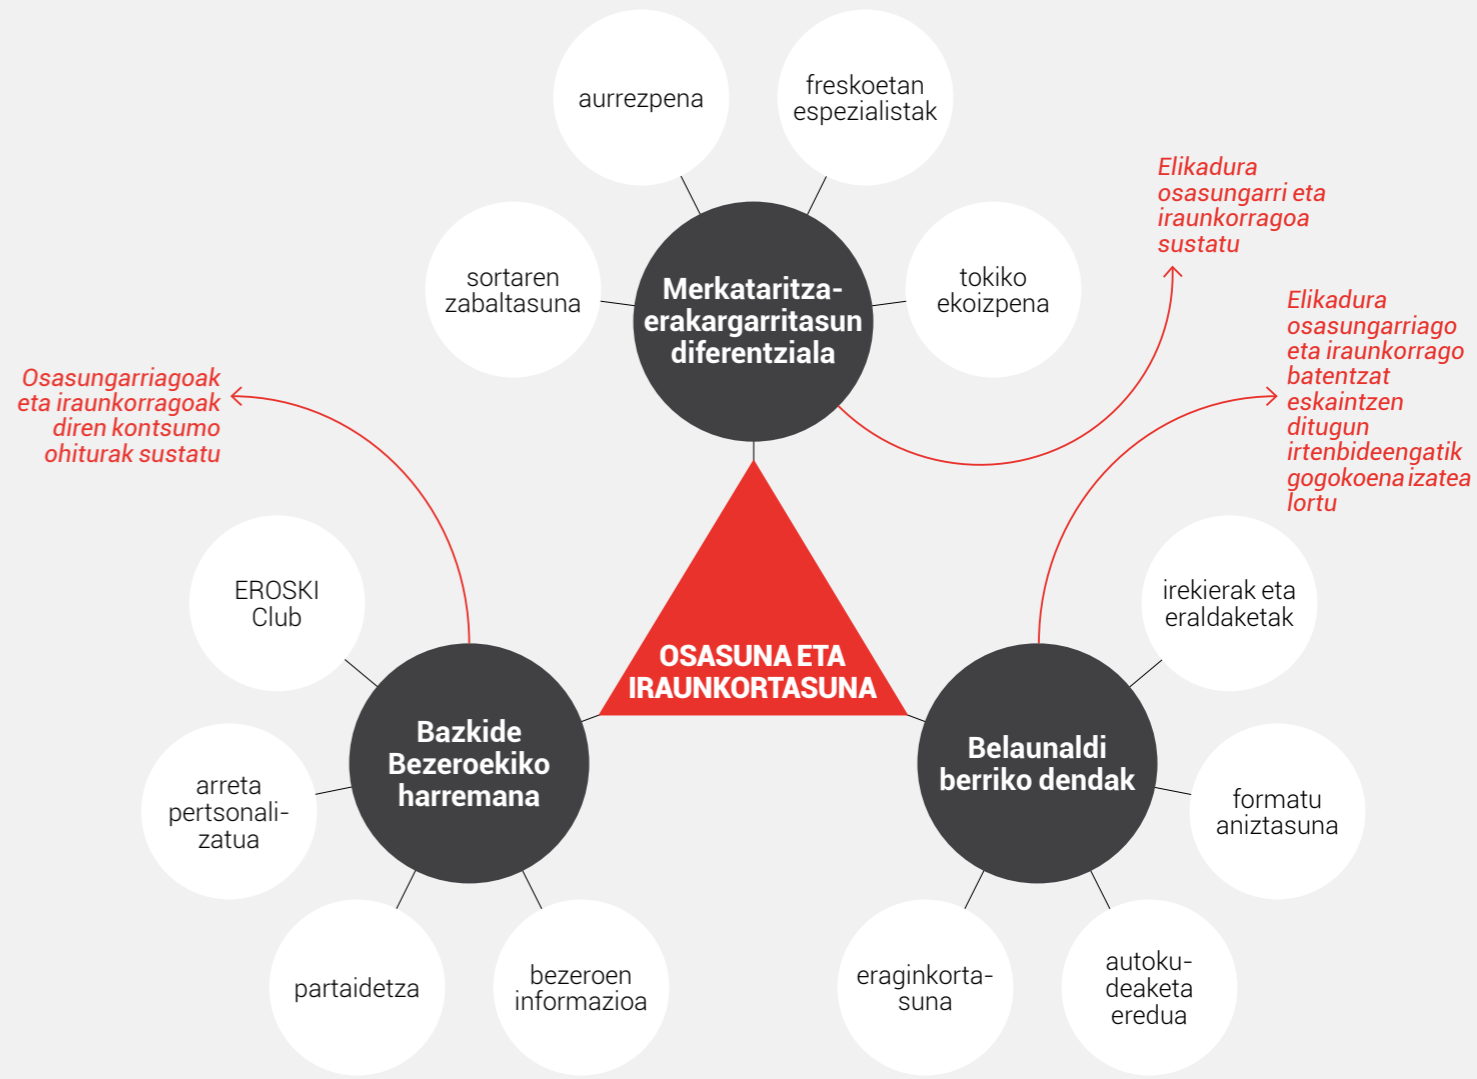 aurrezpena
freskoetan
espezialistak
sortaren
zabaltasuna
Merkataritza-
erakargarritasun
diferentziala
tokiko
ekoizpena
Elikadura
osasungarri eta
iraunkorragoa
sustatu
Elikadura
osasungarriago
eta iraunkorrago
batentzat
eskaintzen
ditugun
irtenbideengatik
gogokoena izatea
lortu
Osasungarriagoak
eta iraunkorragoak
diren kontsumo
ohiturak sustatu
OSASUNA ETA
IRAUNKORTASUNA
EROSKI
Club
Bazkide
Bezeroekiko
harremana
arreta
pertsonali-
zatua
partaidetza
bezeroen
informazioa
irekierak eta
eraldaketak
Belaunaldi
berriko dendak
formatu
aniztasuna
eraginkorta-
suna
autoku-
deaketa
eredua